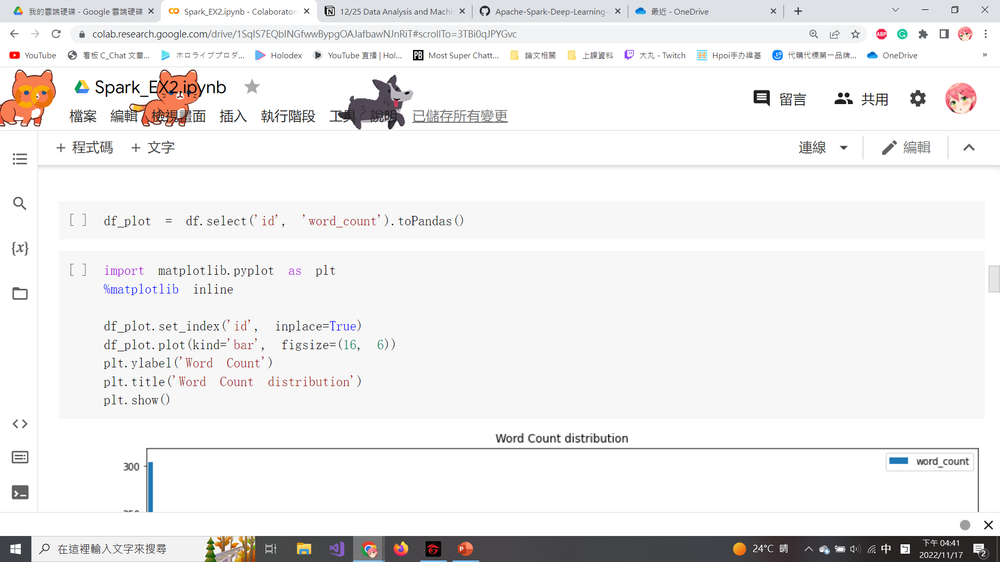 我的雲端硬碟 - Google 雲端硬碟
Spark_EX2.ipynb - Colaboratory
12/25 Data Analysis and Machi
Apache-Spark-Deep-Learning-
最近 - OneDrive
colab.research.google.com/drive/1SqIS7EQbINGfwwBypgOAJafbawNJnRiT#scrollTo=3TBi0qJPYGvc
YouTube
看板 C_Chat 文章...
ホロライブプロダ...
Holodex
YouTube 直播 | Hol...
Most Super Chatt...
論文相關
上課資料
大丸 - Twitch
Hpoi手办维基
代購代標第一品牌...
OneDrive
»
Spark_EX2.ipynb
留言
共用
檔案 編輯 檢視畫面 插入 執行階段 工具 說明 已儲存所有變更
+ 程式碼 + 文字
連線
編輯
[ ] df_plot = df.select('id', 'word_count').toPandas()
[ ] import matplotlib.pyplot as plt
%matplotlib inline
df_plot.set_index('id', inplace=True)
df_plot.plot(kind='bar', figsize=(16, 6))
plt.ylabel('Word Count')
plt.title('Word Count distribution')
plt.show()
Word Count distribution
300
word_count
在這裡輸入文字來搜尋
24°C 晴
中
下午 04:41
2022/11/17
2